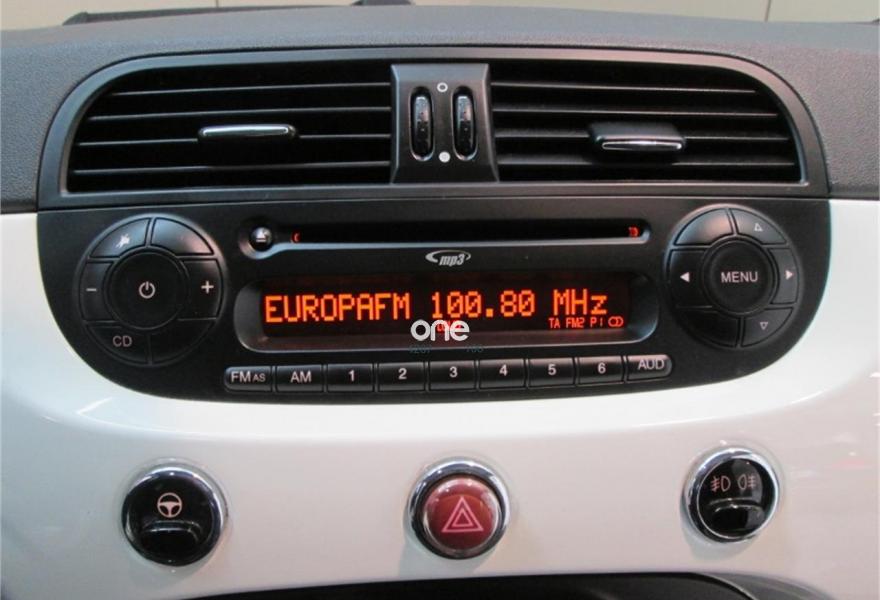 mp3
EUROPAFM 100.80 MHz
TA FM2 P1
one
CD
MENU
FM AS AM 1 2 3 4 5 6 AUD